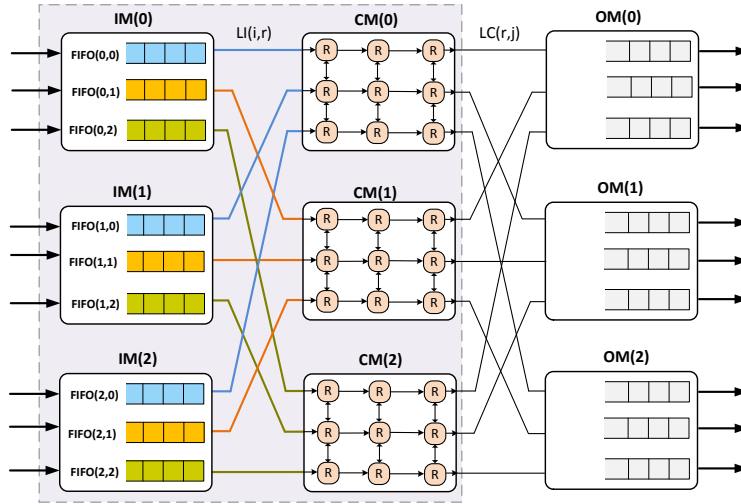 IM(0)
CM(0)
OM(0)
LI(i,r)
LC(r,j)
FIFO(0,0)
FIFO(0,1)
FIFO(0,2)
R R R
R R R
R R R
IM(1)
CM(1)
OM(1)
FIFO(1,0)
FIFO(1,1)
FIFO(1,2)
R R R
R R R
R R R
IM(2)
CM(2)
OM(2)
FIFO(2,0)
FIFO(2,1)
FIFO(2,2)
R R R
R R R
R R R